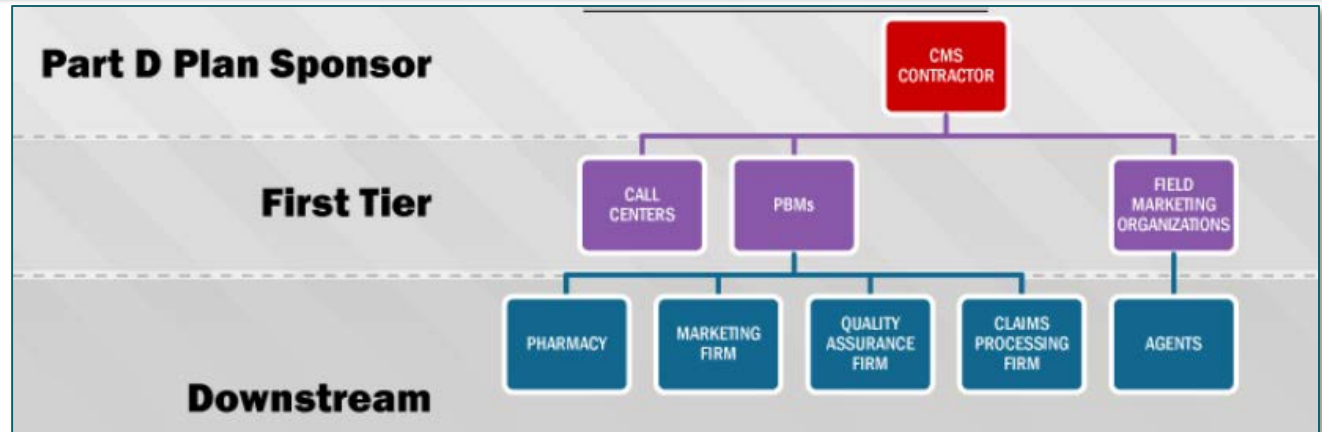 Part D Plan Sponsor
CMS
CONTRACTOR
First Tier
CALL
CENTERS
PBMs
FIELD
MARKETING
ORGANIZATIONS
Downstream
PHARMACY
MARKETING
FIRM
QUALITY
ASSURANCE
FIRM
CLAIMS
PROCESSING
FIRM
AGENTS